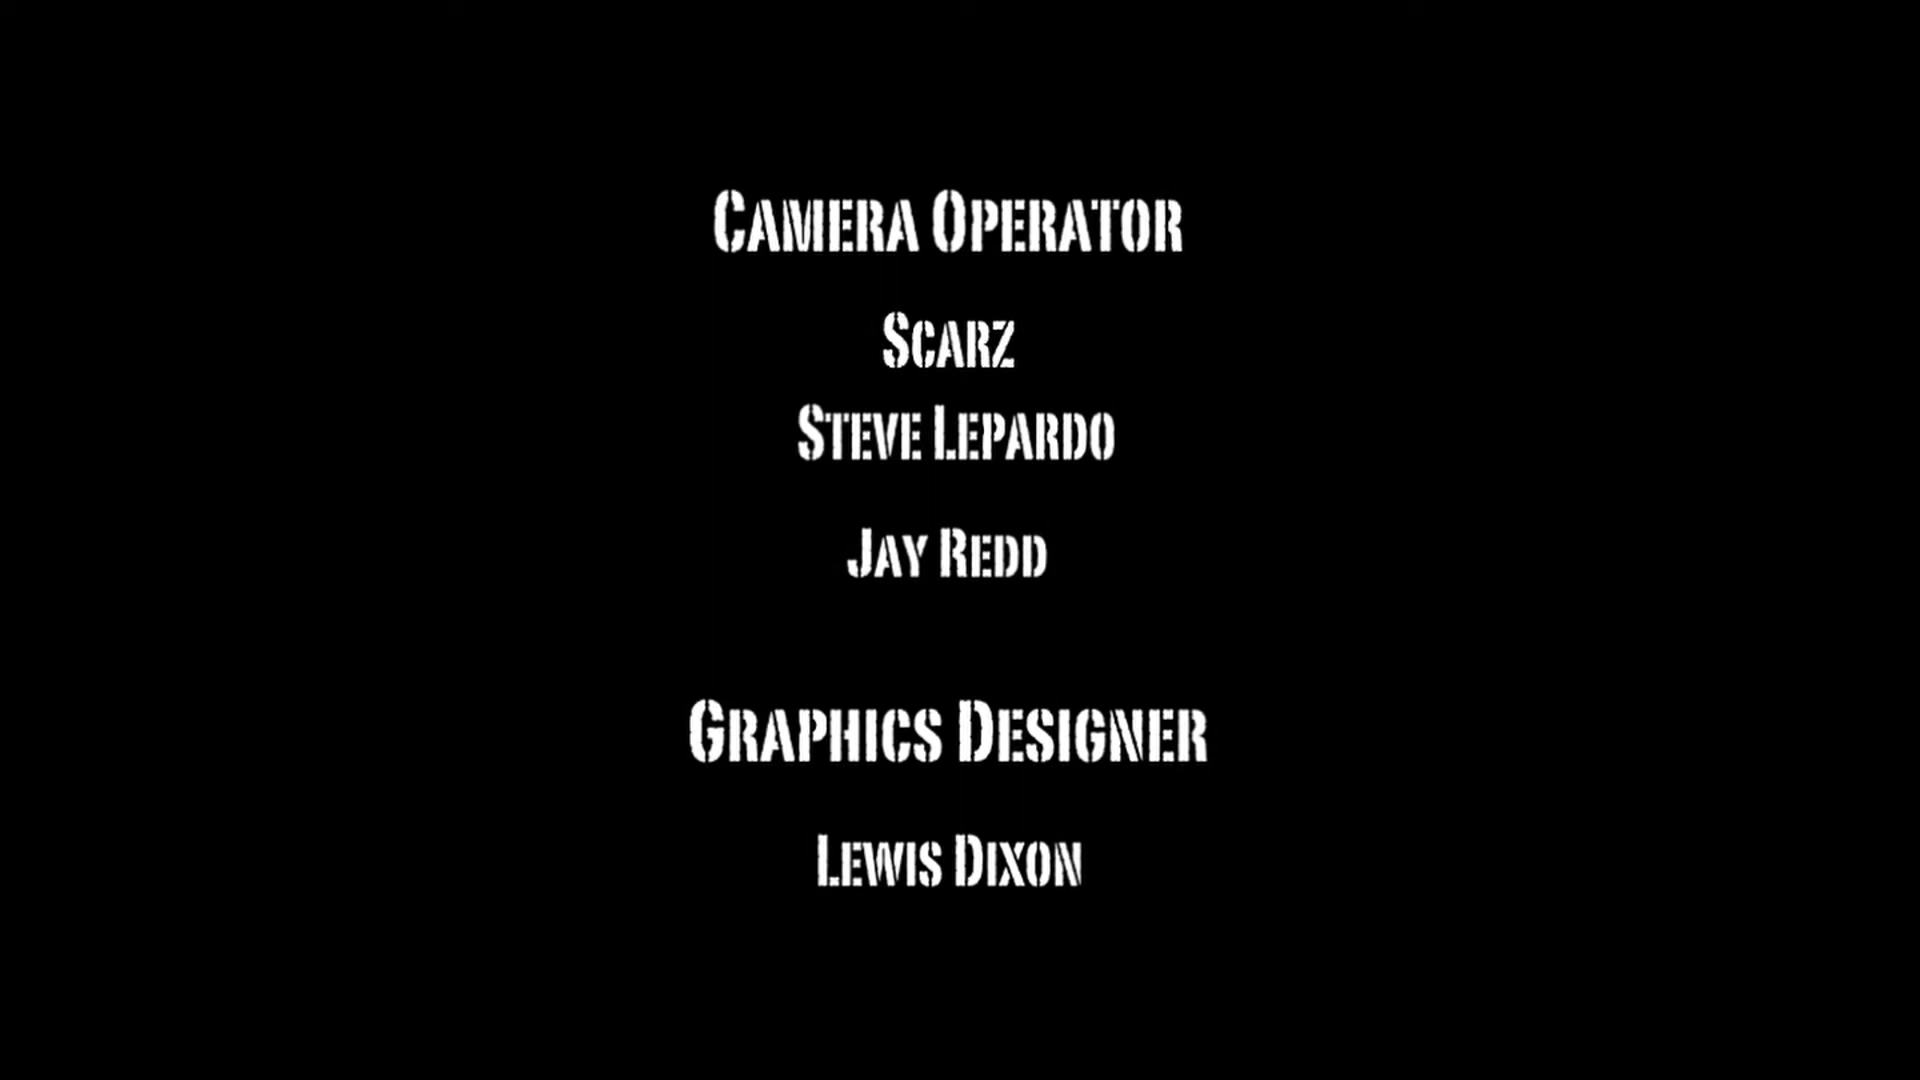 Camera Operator
Scarz
Steve Lepardo
Jay Redd
Graphics Designer
Lewis Dixon